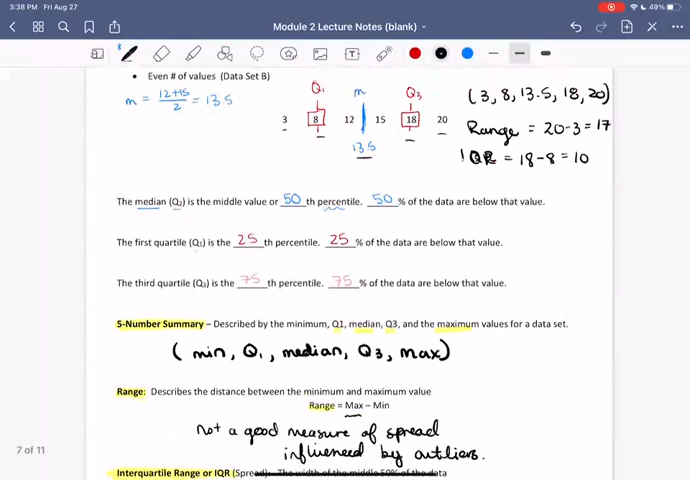 3:38 PM Fri Aug 27
49%
Module 2 Lecture Notes (blank)
• Even # of values (Data Set B)
m = 12+15 / 2 = 13.5
Q1 m Q3
3 8 12 15 18 20
13.5
(3, 8, 13.5, 18, 20)
Range = 20-3 = 17
IQR = 18-8 = 10
The median (Q2) is the middle value or 50 th percentile. 50 % of the data are below that value.
The first quartile (Q1) is the 25 th percentile. 25 % of the data are below that value.
The third quartile (Q3) is the 75 th percentile. 75 % of the data are below that value.
5-Number Summary – Described by the minimum, Q1, median, Q3, and the maximum values for a data set.
(min, Q1, median, Q3, max)
Range: Describes the distance between the minimum and maximum value
Range = Max – Min
not a good measure of spread
influenced by outliers.
7 of 11
Interquartile Range or IQR (Spread): The width of the middle 50% of the data